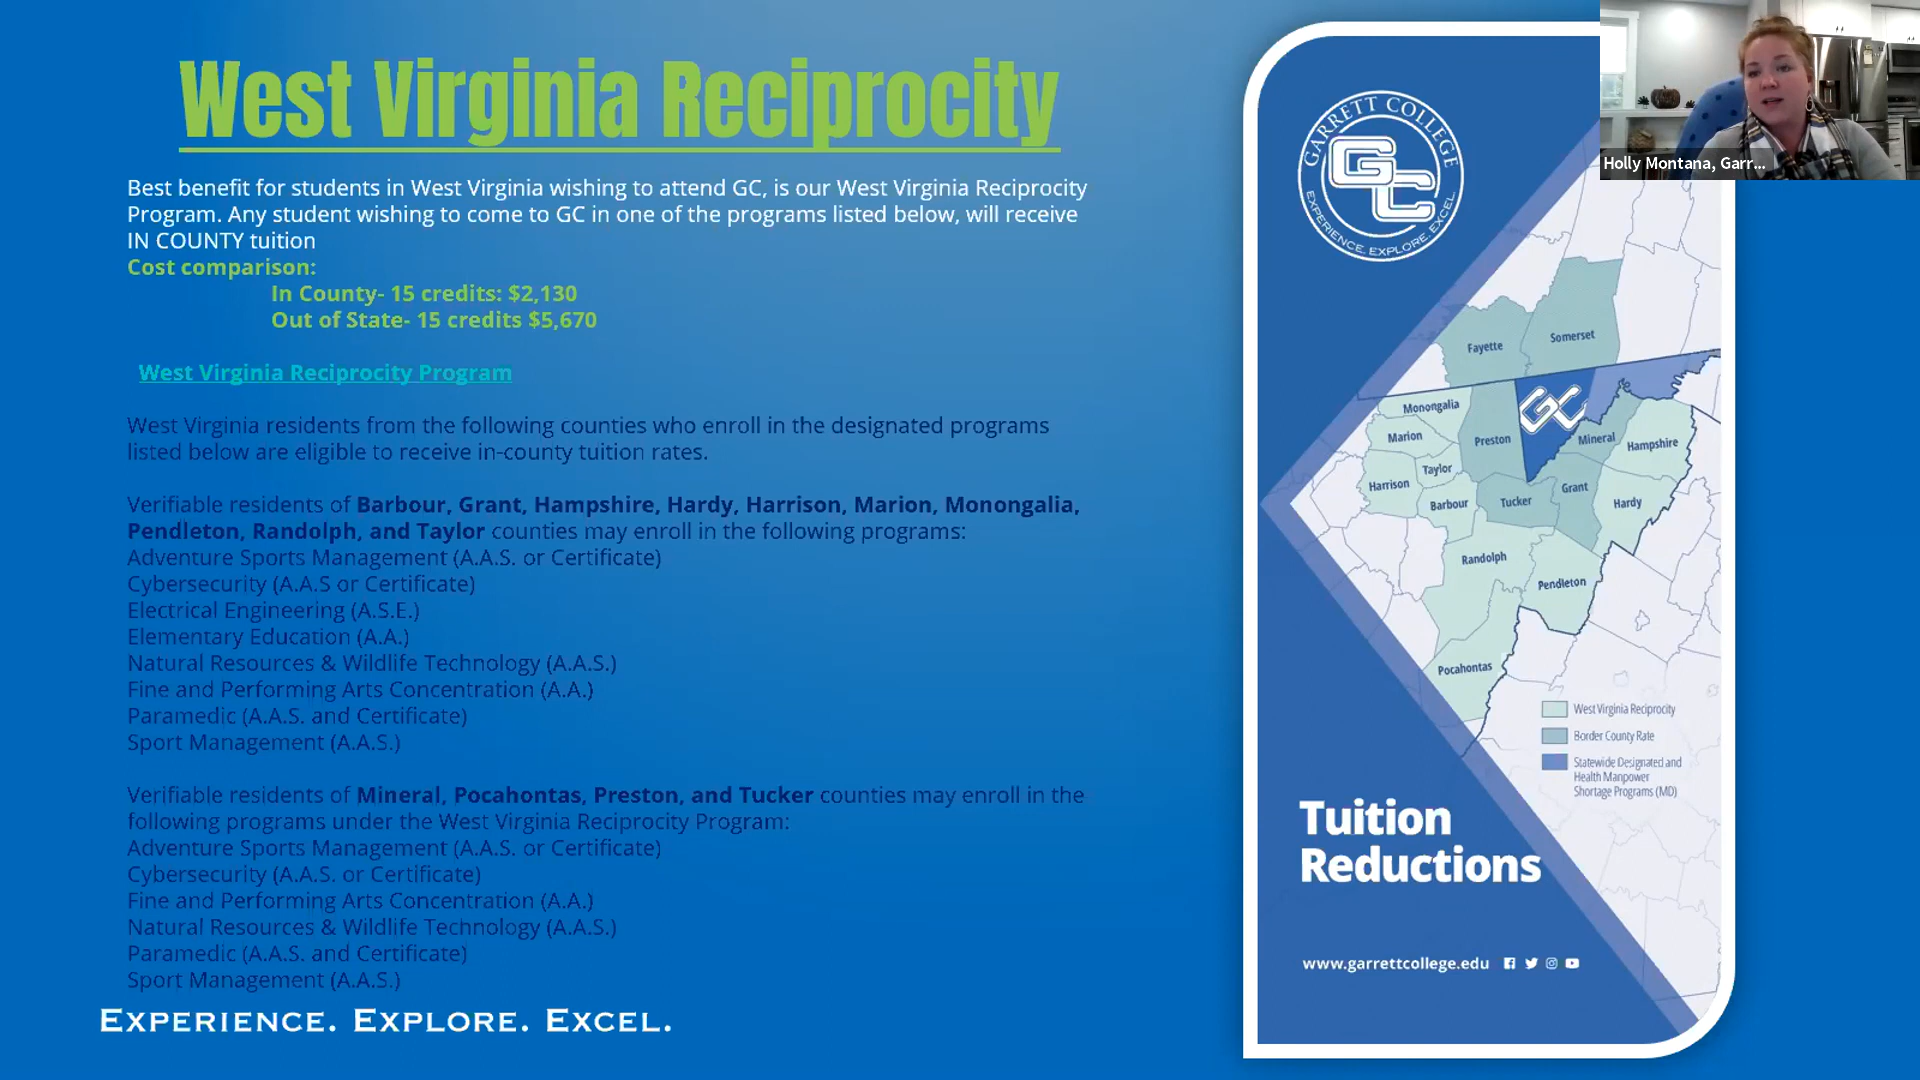 West Virginia Reciprocity
Best benefit for students in West Virginia wishing to attend GC, is our West Virginia Reciprocity
Program. Any student wishing to come to GC in one of the programs listed below, will receive
IN COUNTY tuition
Cost comparison:
In County- 15 credits: $2,130
Out of State- 15 credits $5,670
West Virginia Reciprocity Program
West Virginia residents from the following counties who enroll in the designated programs
listed below are eligible to receive in-county tuition rates.
Verifiable residents of Barbour, Grant, Hampshire, Hardy, Harrison, Marion, Monongalia,
Pendleton, Randolph, and Taylor counties may enroll in the following programs:
Adventure Sports Management (A.A.S. or Certificate)
Cybersecurity (A.A.S or Certificate)
Electrical Engineering (A.S.E.)
Elementary Education (A.A.)
Natural Resources & Wildlife Technology (A.A.S.)
Fine and Performing Arts Concentration (A.A.)
Paramedic (A.A.S. and Certificate)
Sport Management (A.A.S.)
Verifiable residents of Mineral, Pocahontas, Preston, and Tucker counties may enroll in the
following programs under the West Virginia Reciprocity Program:
Adventure Sports Management (A.A.S. or Certificate)
Cybersecurity (A.A.S. or Certificate)
Fine and Performing Arts Concentration (A.A.)
Natural Resources & Wildlife Technology (A.A.S.)
Paramedic (A.A.S. and Certificate)
Sport Management (A.A.S.)
EXPERIENCE. EXPLORE. EXCEL.
GARRETT COLLEGE
GC
EXPERIENCE. EXPLORE. EXCEL.
Holly Montana, Garr...
Fayette
Somerset
GC
Monongalia
Marion
Preston
Mineral
Hampshire
Taylor
Harrison
Barbour
Tucker
Grant
Hardy
Randolph
Pendleton
Pocahontas
West Virginia Reciprocity
Border County Rate
Statewide Designated and
Health Manpower
Shortage Programs (MD)
Tuition
Reductions
www.garrettcollege.edu